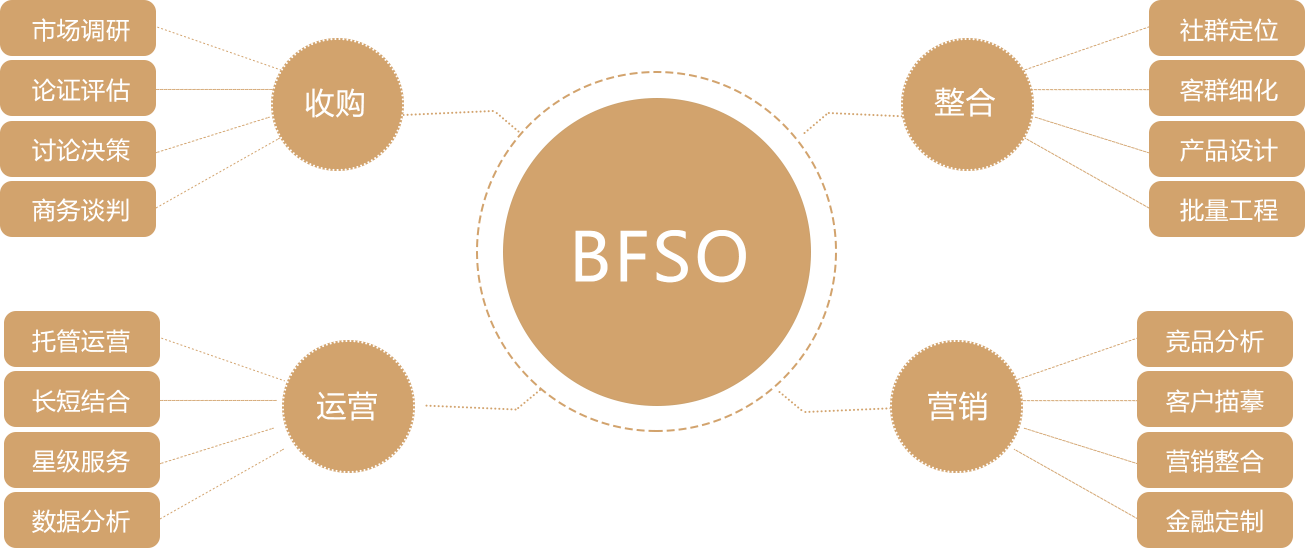 市场调研
论证评估
讨论决策
商务谈判
收购
BFSO
整合
社群定位
客群细化
产品设计
批量工程
托管运营
长短结合
星级服务
数据分析
运营
营销
竞品分析
客户描摹
营销整合
金融定制